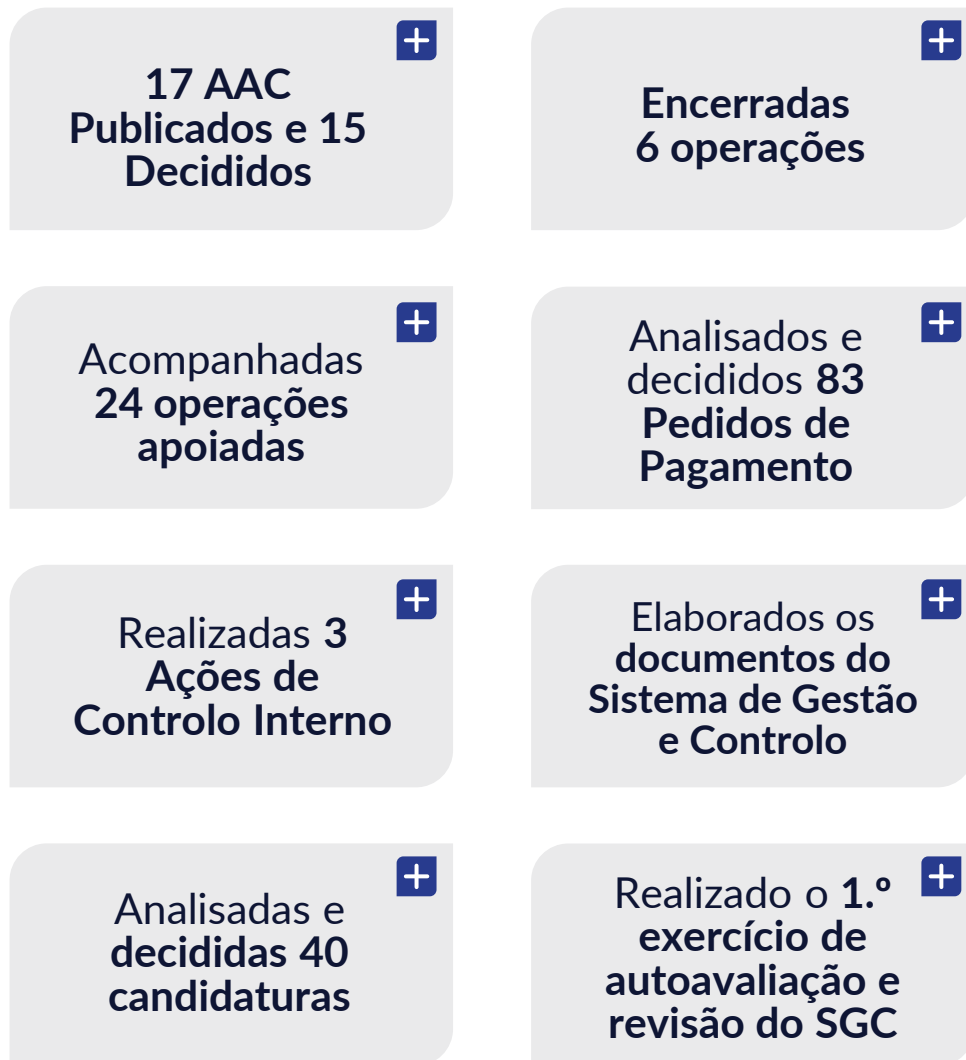 17 AAC
Publicados e 15
Decididos
Encerradas
6 operações
Acompanhadas
24 operações
apoiadas
Analisados e
decididos 83
Pedidos de
Pagamento
Realizadas 3
Ações de
Controlo Interno
Elaborados os
documentos do
Sistema de Gestão
e Controlo
Analisadas e
decididas 40
candidaturas
Realizado o 1.º
exercício de
autoavaliação e
revisão do SGC